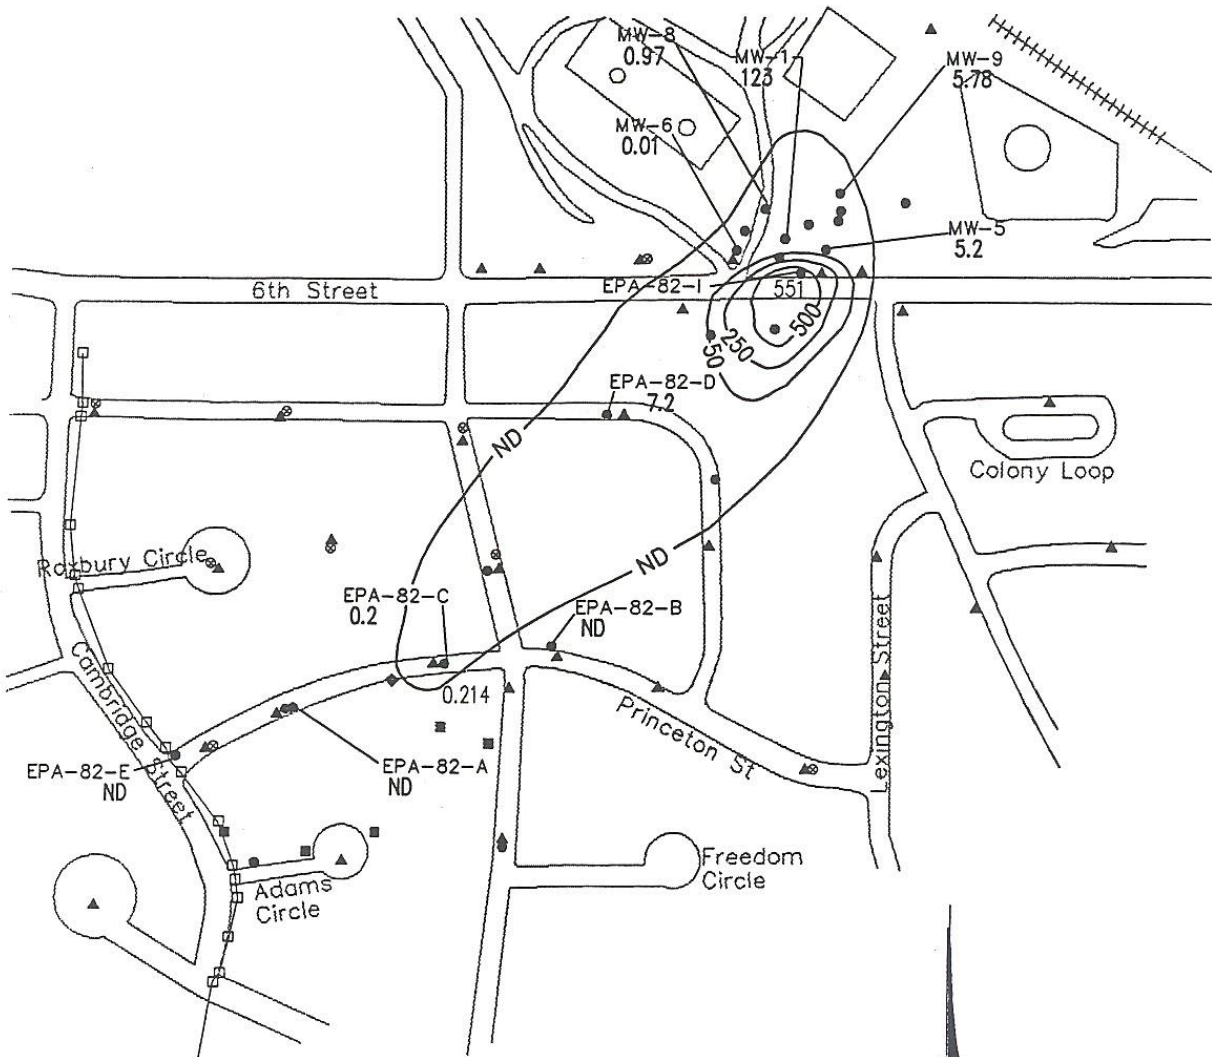 MW-8
0.97
MW-1
123
MW-9
5.78
MW-6
0.01
MW-5
5.2
6th Street
EPA-82-I
551
500
250
50
EPA-82-D
7.2
ND
Colony Loop
ND
Roxbury Circle
EPA-82-C
0.2
EPA-82-B
ND
0.214
Cambridge Street
Princeton St
Lexington Street
EPA-82-E
ND
EPA-82-A
ND
Adams
Circle
Freedom
Circle